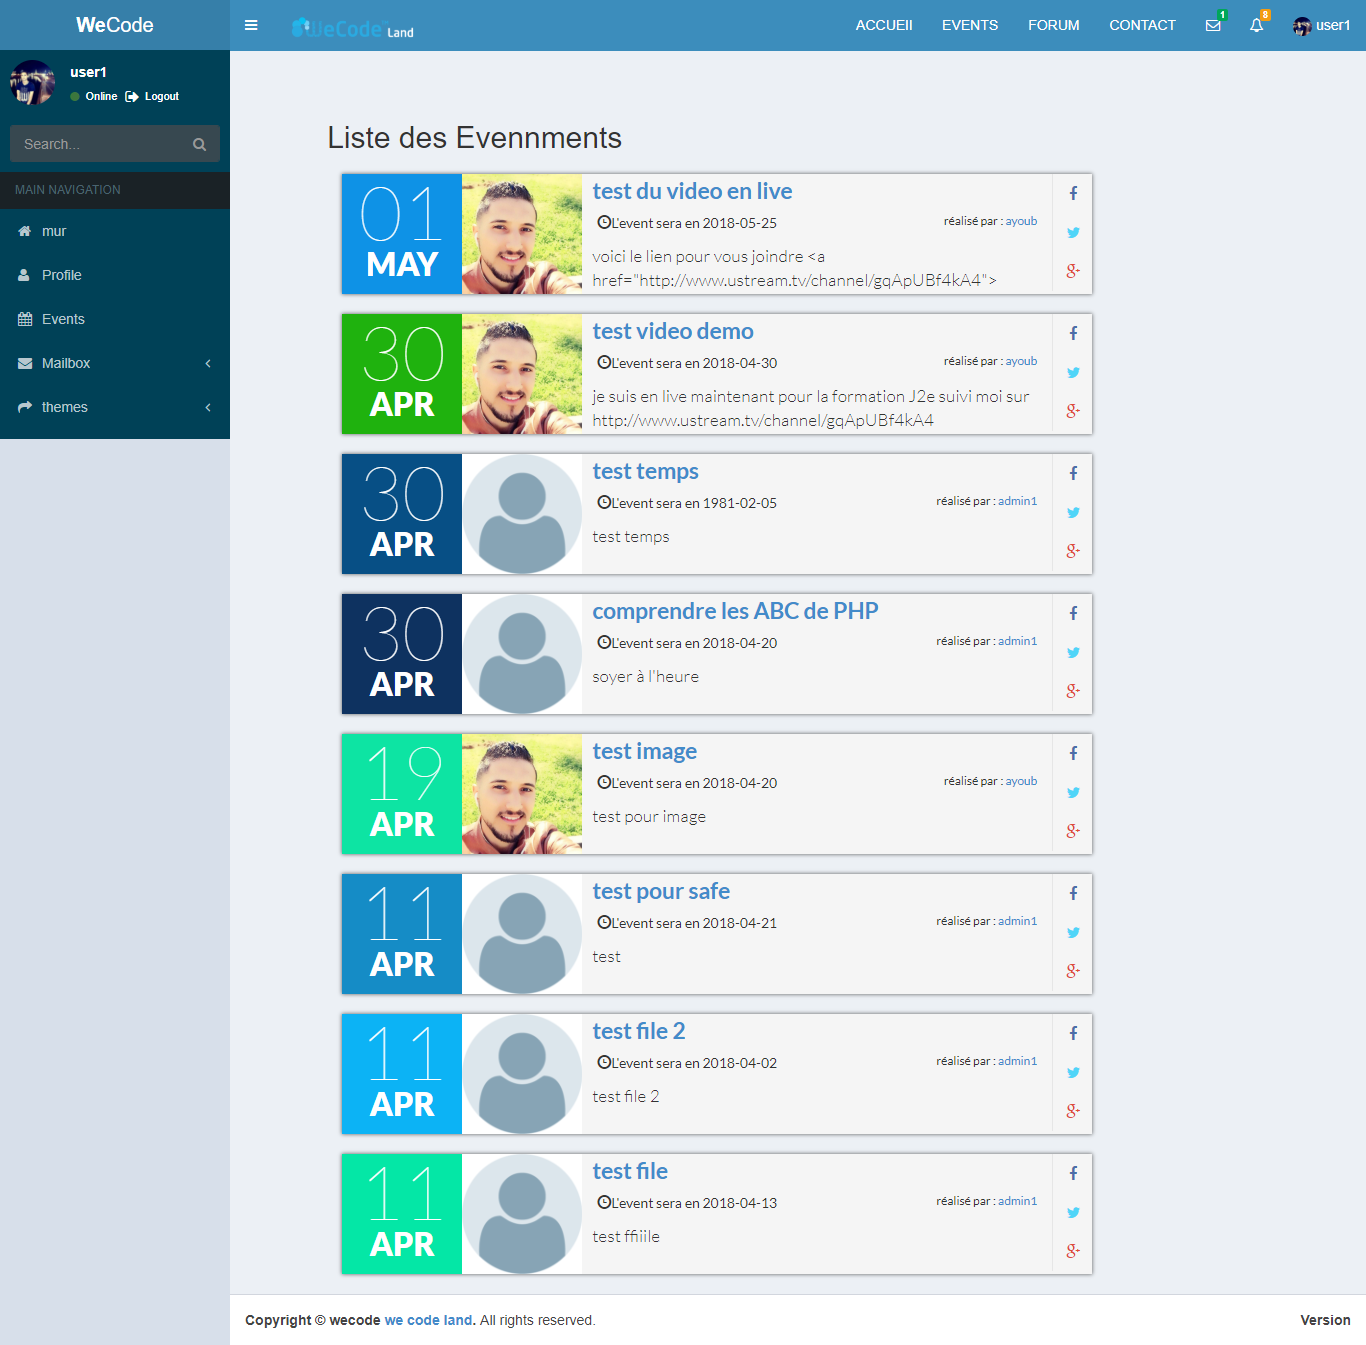 WeCode
WeCode Land
ACCUEIl
EVENTS
FORUM
CONTACT
1
8
user1
user1
Online
Logout
Search...
MAIN NAVIGATION
mur
Profile
Events
Mailbox
themes
Liste des Evennments
01
MAY
test du video en live
L'event sera en 2018-05-25
réalisé par : ayoub
voici le lien pour vous joindre <a
href="http://www.ustream.tv/channel/gqApUBf4kA4">
30
APR
test video demo
L'event sera en 2018-04-30
réalisé par : ayoub
je suis en live maintenant pour la formation J2e suivi moi sur
http://www.ustream.tv/channel/gqApUBf4kA4
30
APR
test temps
L'event sera en 1981-02-05
réalisé par : admin1
test temps
30
APR
comprendre les ABC de PHP
L'event sera en 2018-04-20
réalisé par : admin1
soyer à l'heure
19
APR
test image
L'event sera en 2018-04-20
réalisé par : ayoub
test pour image
11
APR
test pour safe
L'event sera en 2018-04-21
réalisé par : admin1
test
11
APR
test file 2
L'event sera en 2018-04-02
réalisé par : admin1
test file 2
11
APR
test file
L'event sera en 2018-04-13
réalisé par : admin1
test ffiiile
Copyright © wecode we code land. All rights reserved.
Version